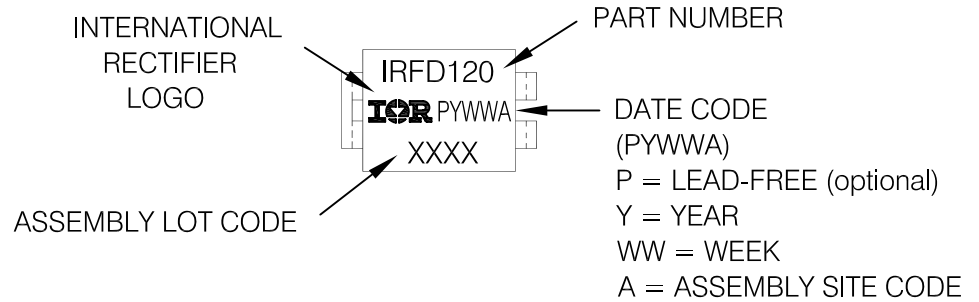 INTERNATIONAL
RECTIFIER
LOGO
PART NUMBER
IRFD120
IOR PYWWA
XXXX
ASSEMBLY LOT CODE
DATE CODE
(PYWWA)
P = LEAD-FREE (optional)
Y = YEAR
WW = WEEK
A = ASSEMBLY SITE CODE